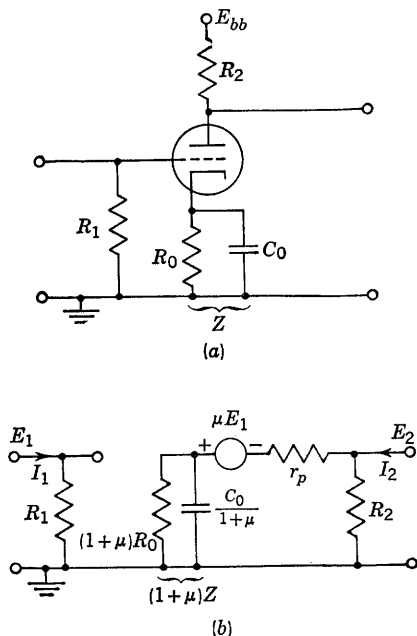 E_bb
R_2
R_1
R_0
C_0
Z
(a)
μE_1
E_1
+
−
E_2
I_1
r_p
I_2
R_1
(1+μ)R_0
C_0/1+μ
R_2
(1+μ)Z
(b)